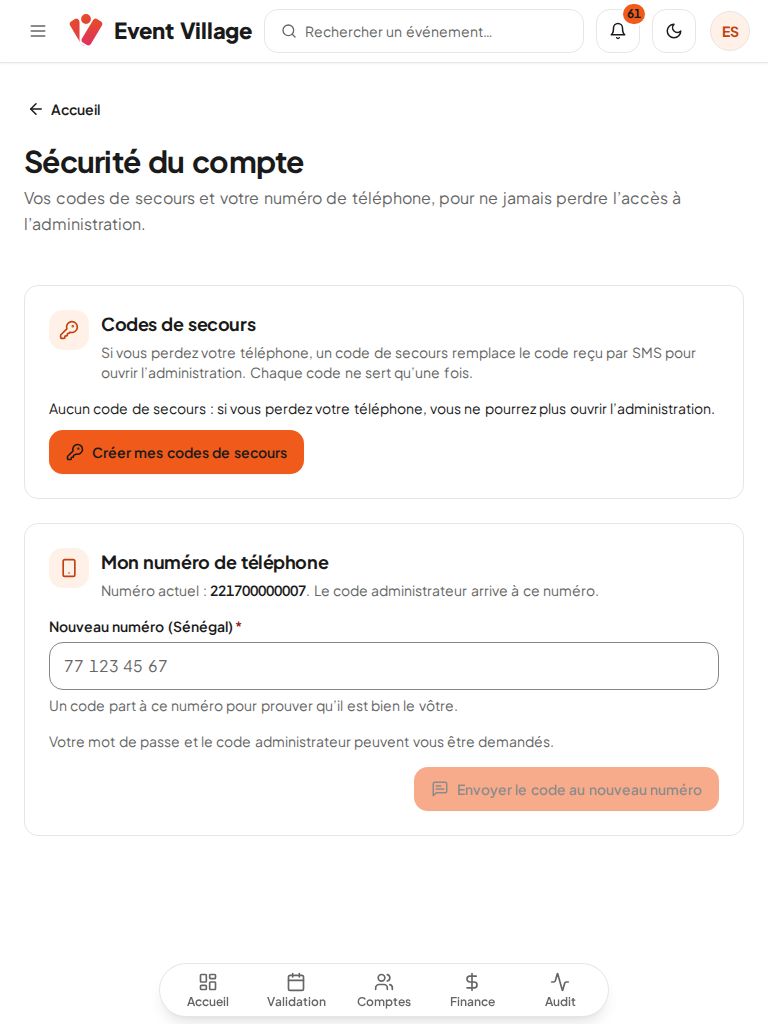 Event Village
Rechercher un événement…
61
ES
Accueil
Sécurité du compte
Vos codes de secours et votre numéro de téléphone, pour ne jamais perdre l’accès à
l’administration.
Codes de secours
Si vous perdez votre téléphone, un code de secours remplace le code reçu par SMS pour
ouvrir l’administration. Chaque code ne sert qu’une fois.
Aucun code de secours : si vous perdez votre téléphone, vous ne pourrez plus ouvrir l’administration.
Créer mes codes de secours
Mon numéro de téléphone
Numéro actuel : 221700000007. Le code administrateur arrive à ce numéro.
Nouveau numéro (Sénégal) *
77 123 45 67
Un code part à ce numéro pour prouver qu’il est bien le vôtre.
Votre mot de passe et le code administrateur peuvent vous être demandés.
Envoyer le code au nouveau numéro
Accueil
Validation
Comptes
Finance
Audit